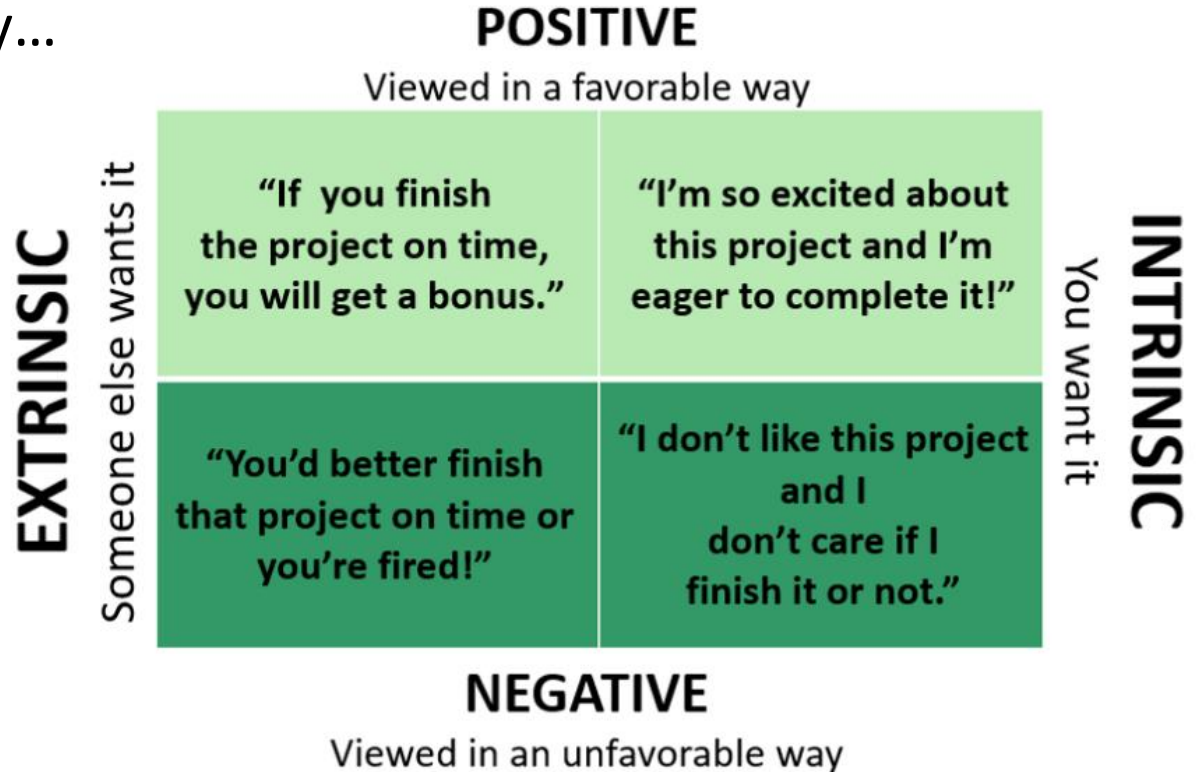 y...
POSITIVE
Viewed in a favorable way
EXTRINSIC
Someone else wants it
“If you finish
the project on time,
you will get a bonus.”
“I’m so excited about
this project and I’m
eager to complete it!”
You want it
INTRINSIC
“You’d better finish
that project on time or
you’re fired!”
“I don’t like this project
and I
don’t care if I
finish it or not.”
NEGATIVE
Viewed in an unfavorable way